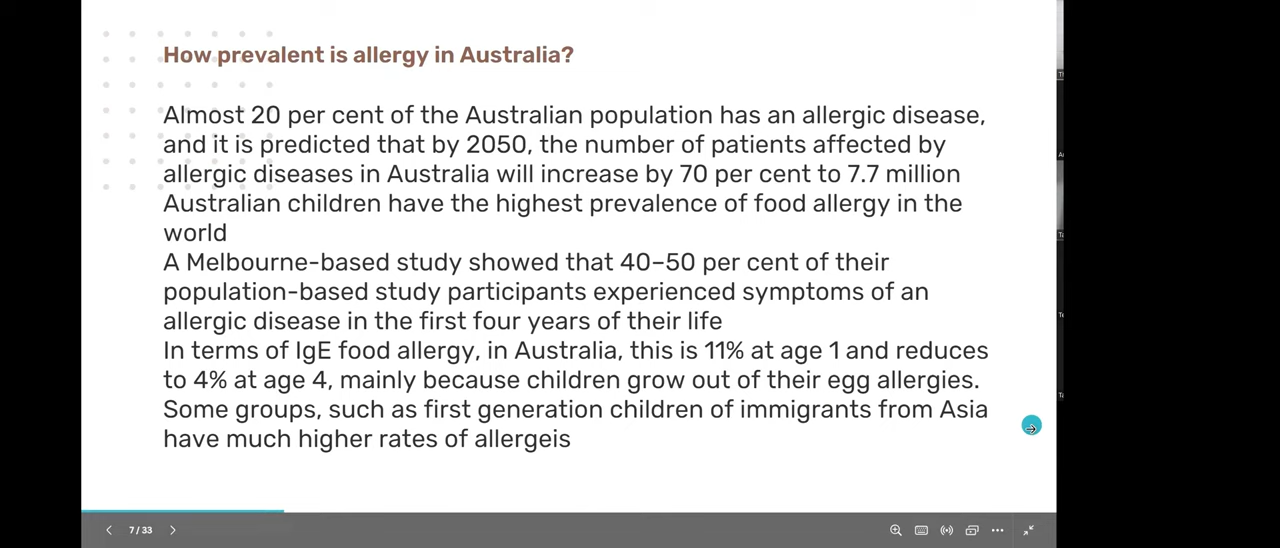 How prevalent is allergy in Australia?
Almost 20 per cent of the Australian population has an allergic disease,
and it is predicted that by 2050, the number of patients affected by
allergic diseases in Australia will increase by 70 per cent to 7.7 million
Australian children have the highest prevalence of food allergy in the
world
A Melbourne-based study showed that 40–50 per cent of their
population-based study participants experienced symptoms of an
allergic disease in the first four years of their life
In terms of IgE food allergy, in Australia, this is 11% at age 1 and reduces
to 4% at age 4, mainly because children grow out of their egg allergies.
Some groups, such as first generation children of immigrants from Asia
have much higher rates of allergeis
7 / 33